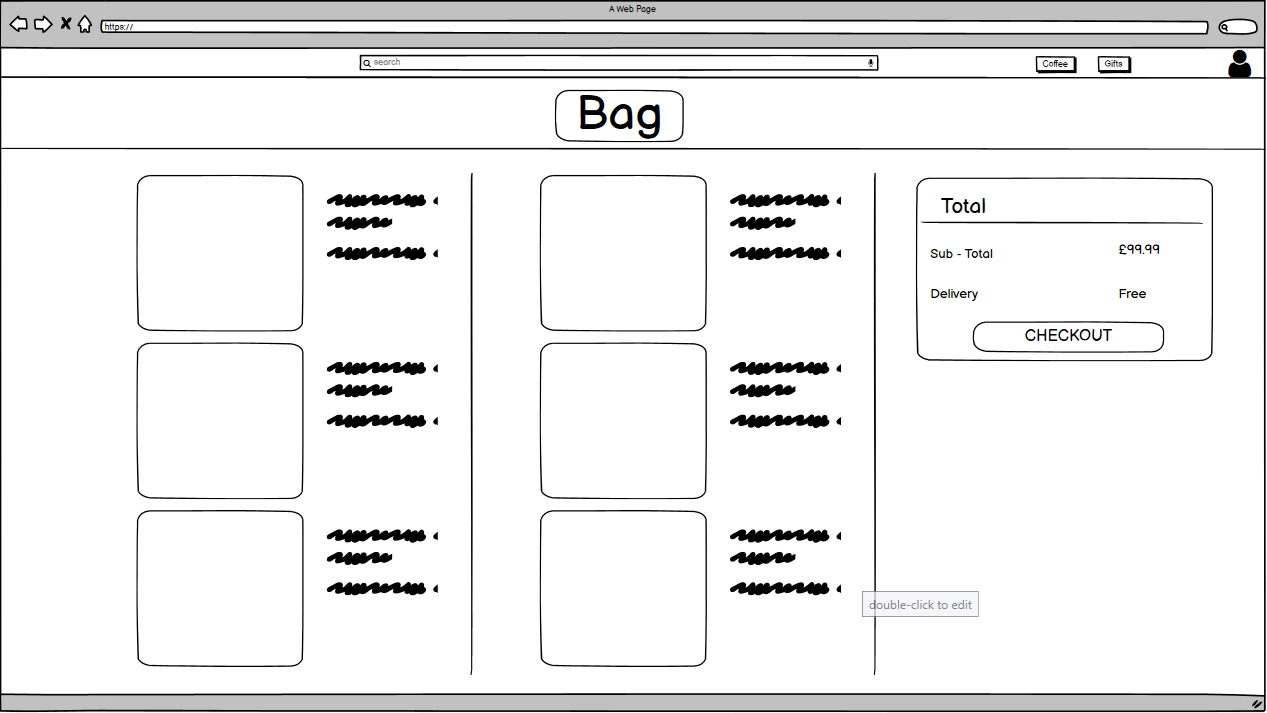 A Web Page
https://
search
Coffee
Gifts
Bag
Total
Sub - Total
£99.99
Delivery
Free
CHECKOUT
double-click to edit